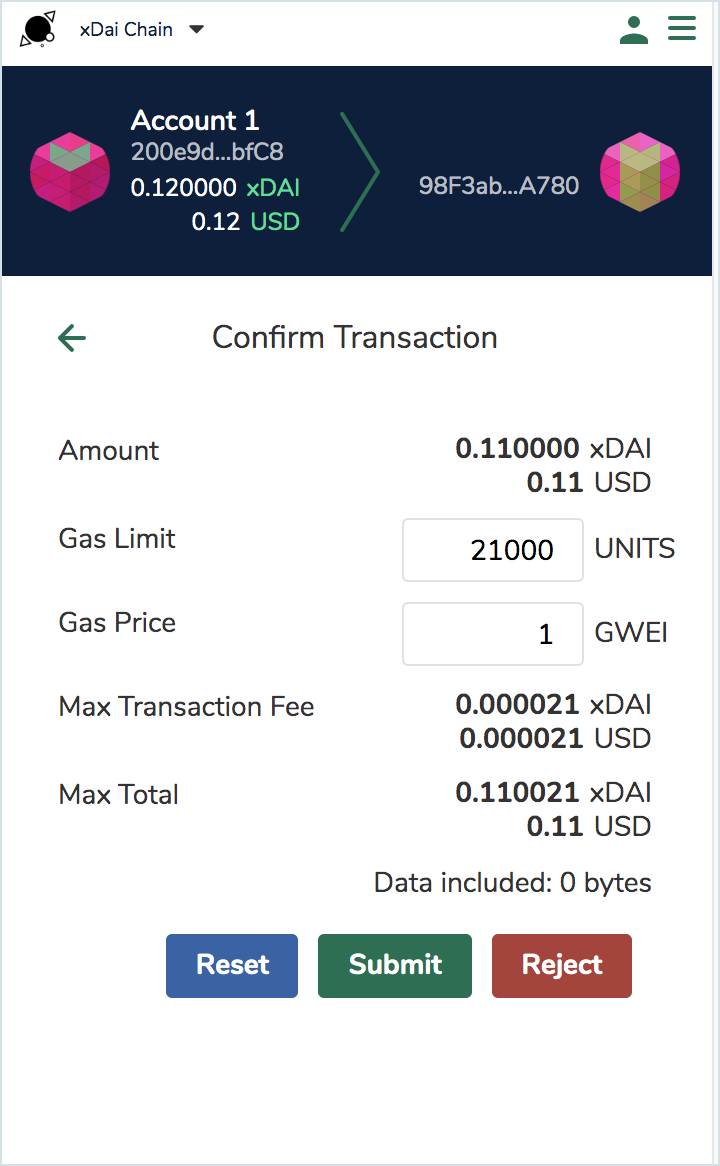 xDai Chain
Account 1
200e9d...bfC8
0.120000 xDAI
0.12 USD
98F3ab...A780
Confirm Transaction
Amount 0.110000 xDAI
0.11 USD
Gas Limit 21000 UNITS
Gas Price 1 GWEI
Max Transaction Fee 0.000021 xDAI
0.000021 USD
Max Total 0.110021 xDAI
0.11 USD
Data included: 0 bytes
Reset Submit Reject